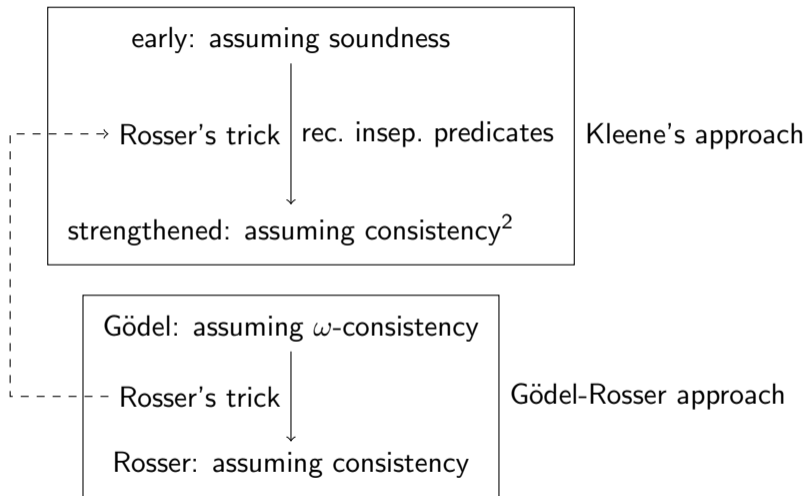 early: assuming soundness
Rosser's trick rec. insep. predicates
Kleene's approach
strengthened: assuming consistency²
Gödel: assuming ω-consistency
Rosser's trick
Gödel-Rosser approach
Rosser: assuming consistency